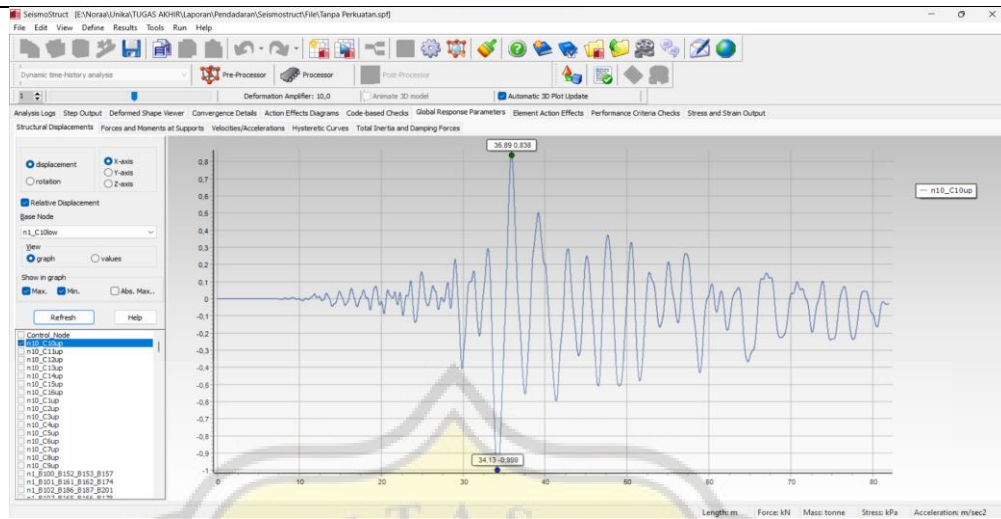 SeismoStruct [E:\Noraa\Unika\TUGAS AKHIR\Laporan\Pendadaran\Seismostruct\File\Tanpa Perkuatan.spf]
File Edit View Define Results Tools Run Help
Dynamic time-history analysis
Pre-Processor
Processor
Post-Processor
1
Deformation Amplifier: 10,0
Animate 3D model
Automatic 3D Plot Update
Analysis Logs Step Output Deformed Shape Viewer Convergence Details Action Effects Diagrams Code-based Checks Global Response Parameters Element Action Effects Performance Criteria Checks Stress and Strain Output
Structural Displacements Forces and Moments at Supports Velocities/Accelerations Hysteretic Curves Total Inertia and Damping Forces
displacement
rotation
X-axis
Y-axis
Z-axis
Relative Displacement
Base Node
n1_C10low
View
graph
values
Show in graph
Max.
Min.
Abs. Max..
Refresh
Help
Control_Node
n10_C10up
n10_C11up
n10_C12up
n10_C13up
n10_C14up
n10_C15up
n10_C16up
n10_C1up
n10_C2up
n10_C3up
n10_C4up
n10_C5up
n10_C6up
n10_C7up
n10_C8up
n10_C9up
n1_B100_B152_B153_B157
n1_B101_B161_B162_B174
n1_B102_B186_B187_B201
36,89 0,838
n10_C10up
0,8
0,7
0,6
0,5
0,4
0,3
0,2
0,1
0
-0,1
-0,2
-0,3
-0,4
-0,5
-0,6
-0,7
-0,8
-0,9
-1
34,13 -0,999
0 10 20 30 40 50 60 70 80
Length: m Force: kN Mass: tonne Stress: kPa Acceleration: m/sec2